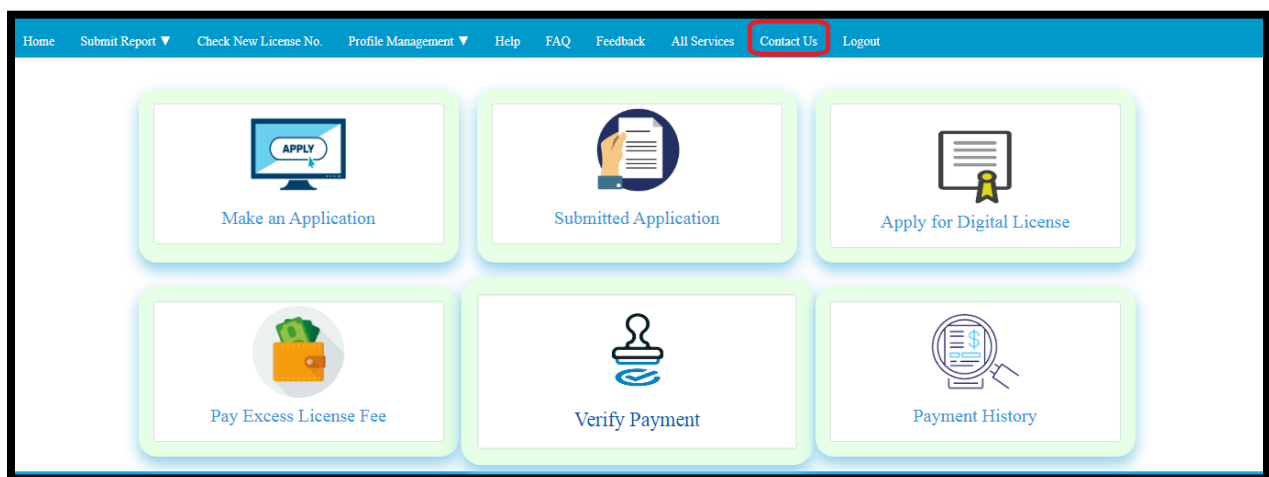 Home Submit Report ▼ Check New License No. Profile Management ▼ Help FAQ Feedback All Services Contact Us Logout
APPLY
Make an Application
Submitted Application
Apply for Digital License
$
Pay Excess License Fee
Verify Payment
Payment History